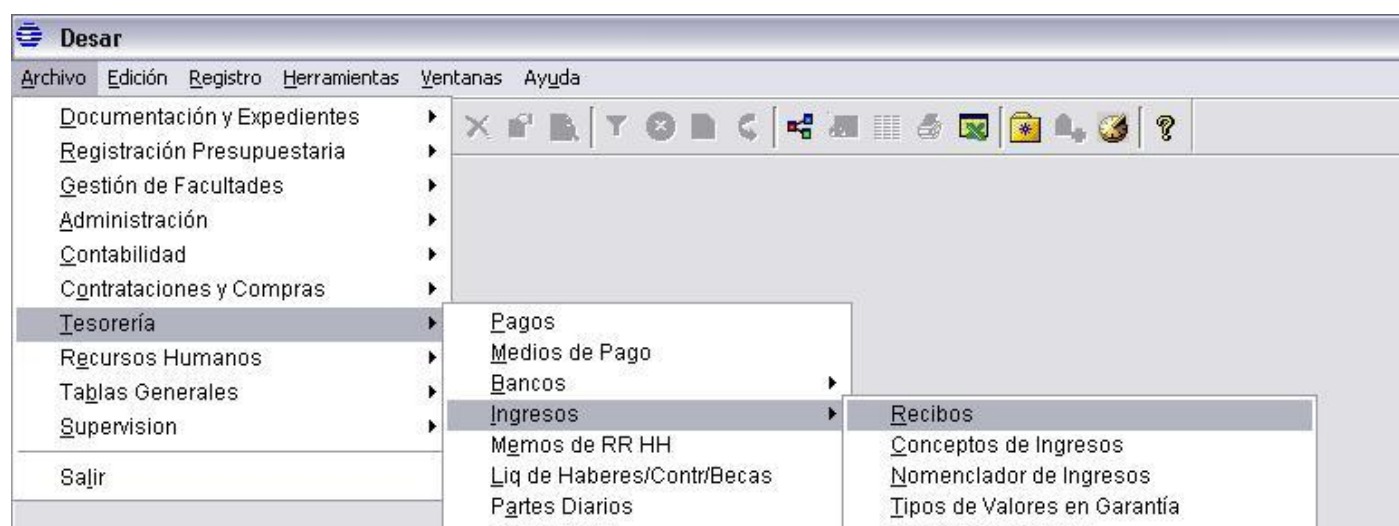 Desar
Archivo Edición Registro Herramientas Ventanas Ayuda
Documentación y Expedientes
Registración Presupuestaria
Gestión de Facultades
Administración
Contabilidad
Contrataciones y Compras
Tesorería
Recursos Humanos
Tablas Generales
Supervision
Salir
Pagos
Medios de Pago
Bancos
Ingresos
Memos de RR HH
Liq de Haberes/Contr/Becas
Partes Diarios
Recibos
Conceptos de Ingresos
Nomenclador de Ingresos
Tipos de Valores en Garantía